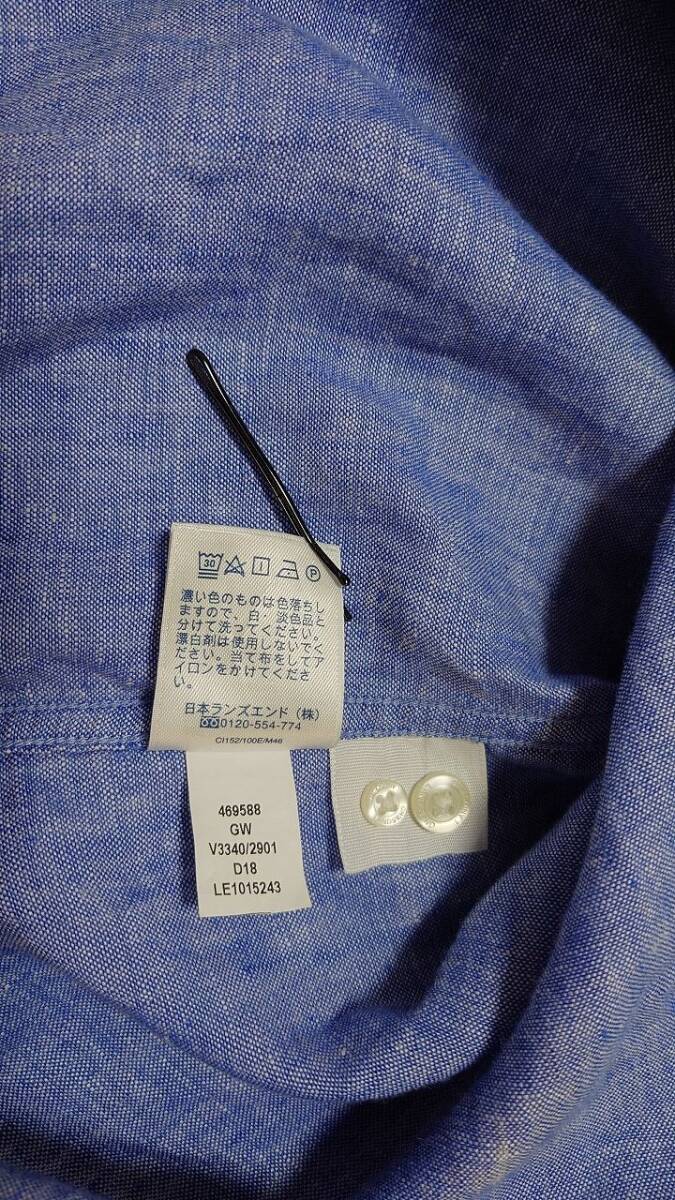 30
P
濃い色のものは色落ちし
ますので、白・淡色品と
分けて洗ってください。
漂白剤は使用しないでく
ださい。当て布をしてア
イロンをかけてくださ
い。
日本ランズエンド（株）
0120-554-774
CI152/100E/M46
469588
GW
V3340/2901
D18
LE1015243